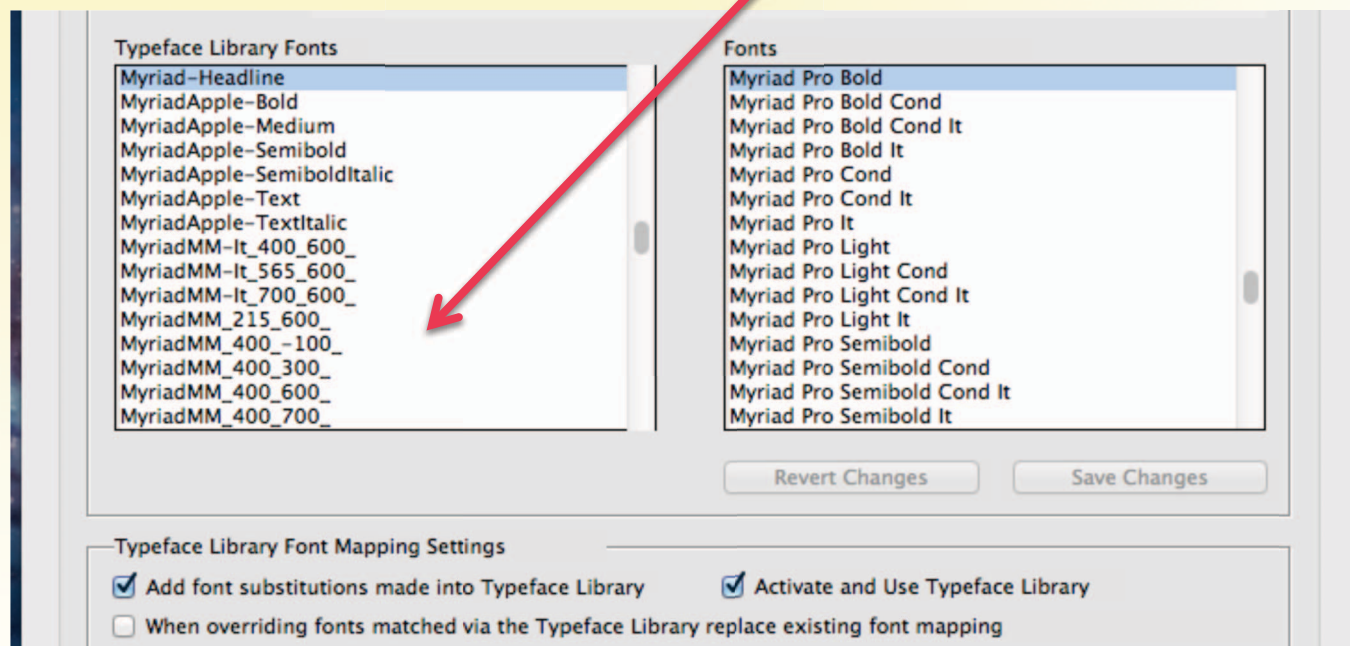 Typeface Library Fonts
Myriad-Headline
MyriadApple-Bold
MyriadApple-Medium
MyriadApple-Semibold
MyriadApple-SemiboldItalic
MyriadApple-Text
MyriadApple-TextItalic
MyriadMM-It_400_600_
MyriadMM-It_565_600_
MyriadMM-It_700_600_
MyriadMM_215_600_
MyriadMM_400_-100_
MyriadMM_400_300_
MyriadMM_400_600_
MyriadMM_400_700_
Fonts
Myriad Pro Bold
Myriad Pro Bold Cond
Myriad Pro Bold Cond It
Myriad Pro Bold It
Myriad Pro Cond
Myriad Pro Cond It
Myriad Pro It
Myriad Pro Light
Myriad Pro Light Cond
Myriad Pro Light Cond It
Myriad Pro Light It
Myriad Pro Semibold
Myriad Pro Semibold Cond
Myriad Pro Semibold Cond It
Myriad Pro Semibold It
Revert Changes
Save Changes
Typeface Library Font Mapping Settings
Add font substitutions made into Typeface Library
Activate and Use Typeface Library
When overriding fonts matched via the Typeface Library replace existing font mapping